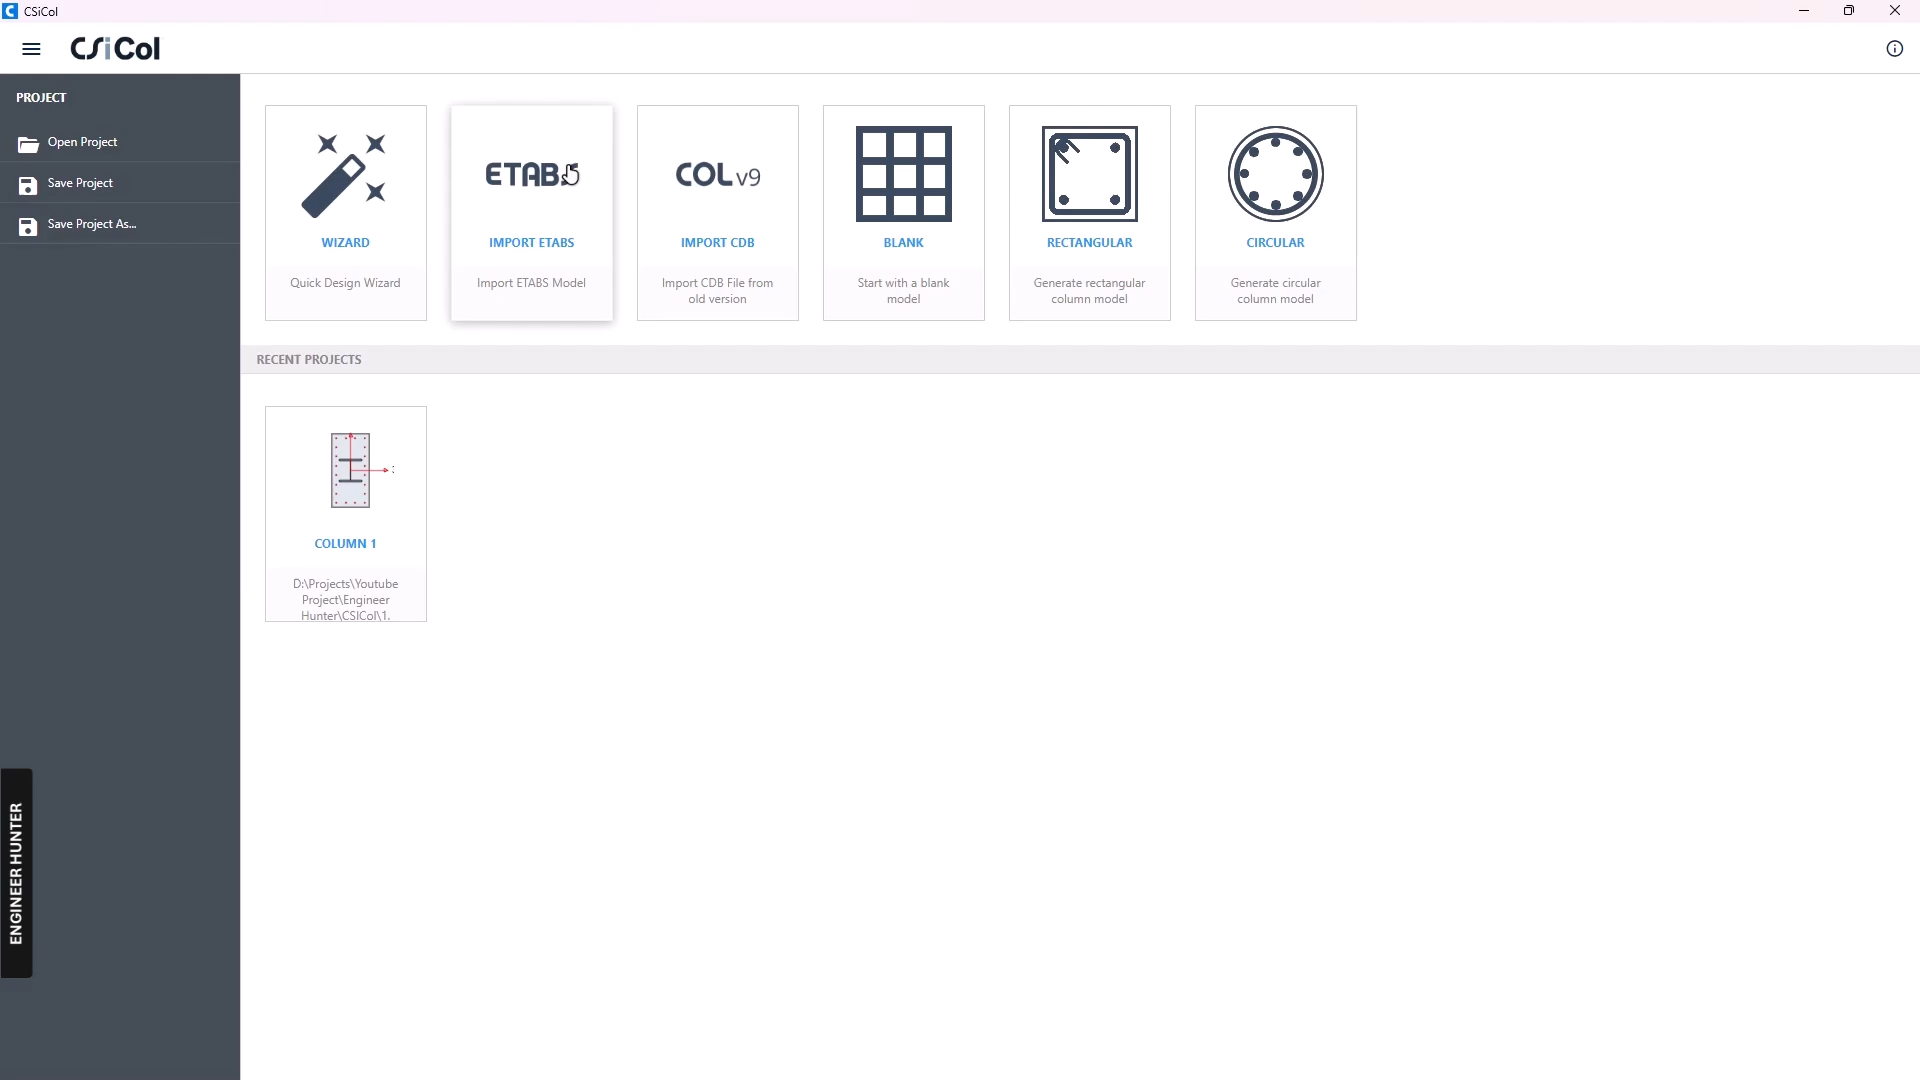 CSiCol
CSiCol
PROJECT
Open Project
Save Project
Save Project As...
WIZARD
Quick Design Wizard
ETABS
IMPORT ETABS
Import ETABS Model
COL v9
IMPORT CDB
Import CDB File from
old version
BLANK
Start with a blank
model
RECTANGULAR
Generate rectangular
column model
CIRCULAR
Generate circular
column model
RECENT PROJECTS
COLUMN 1
D:\Projects\Youtube
Project\Engineer
Hunter\CSICol\1.
ENGINEER HUNTER